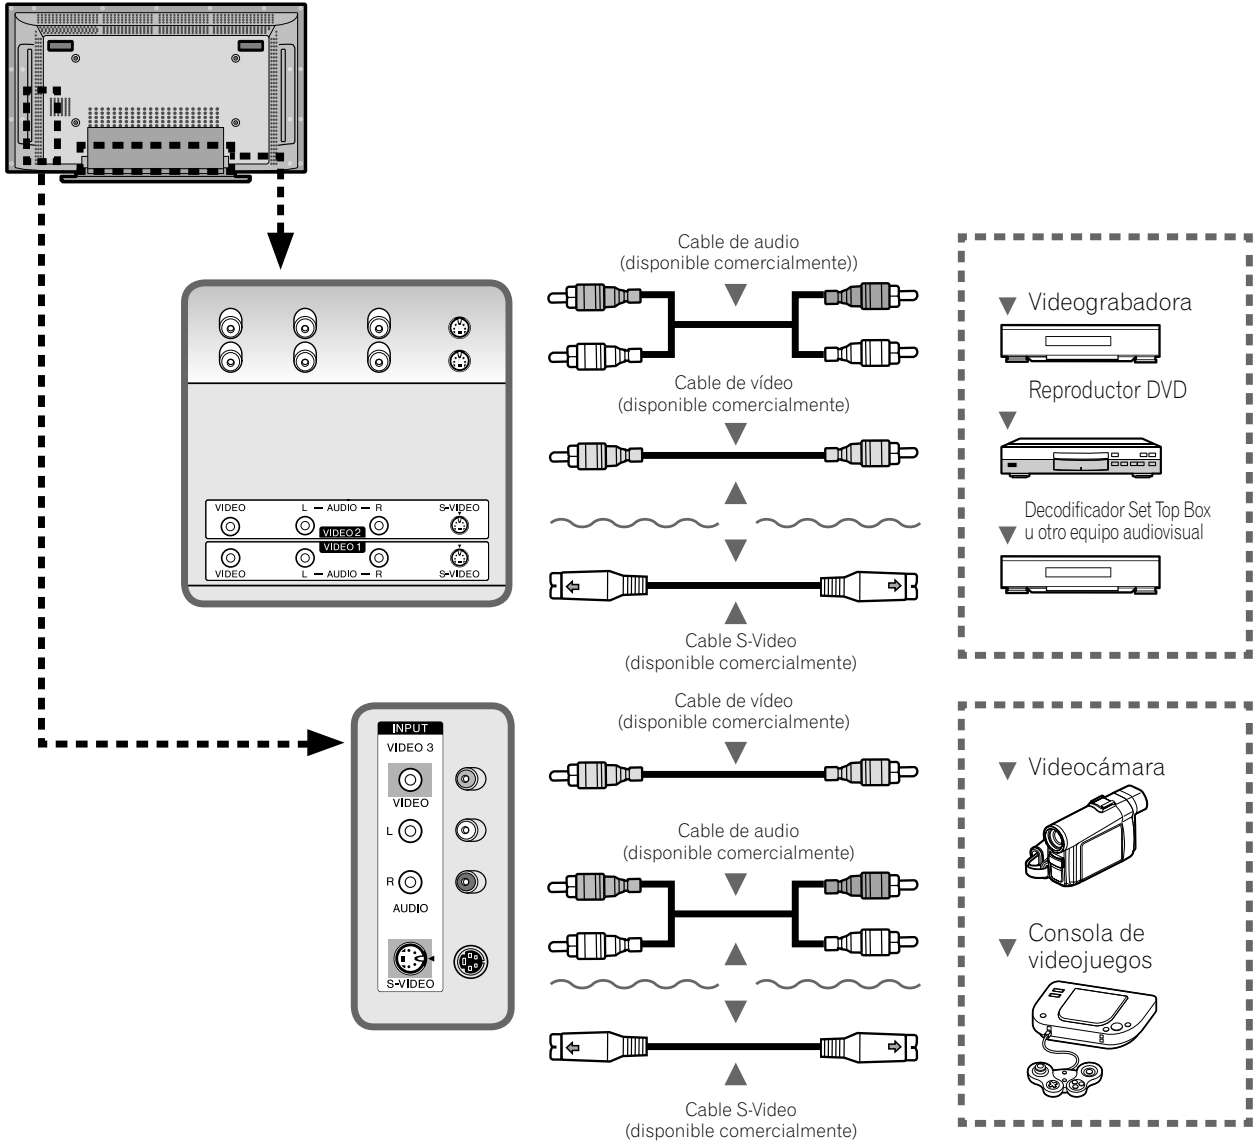 Cable de audio
(disponible comercialmente))
Videograbadora
Cable de vídeo
(disponible comercialmente)
Reproductor DVD
VIDEO L AUDIO R S-VIDEO
VIDEO 2
VIDEO 1
VIDEO L AUDIO R S-VIDEO
Decodificador Set Top Box
u otro equipo audiovisual
Cable S-Video
(disponible comercialmente)
Cable de vídeo
(disponible comercialmente)
INPUT
VIDEO 3
VIDEO
L
R
AUDIO
S-VIDEO
Videocámara
Cable de audio
(disponible comercialmente)
Consola de
videojuegos
Cable S-Video
(disponible comercialmente)